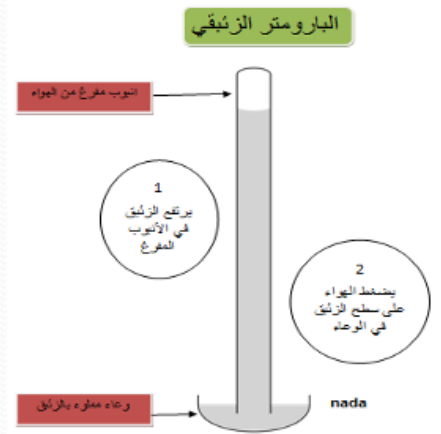 البارومتر الزئبقي
انبوب مفرغ من الهواء
1
يرتفع الزئبق
في الأنبوب
المفرغ
2
يضغط الهواء
على سطح الزئبق
في الوعاء
وعاء مملوء بالزئبق
nada